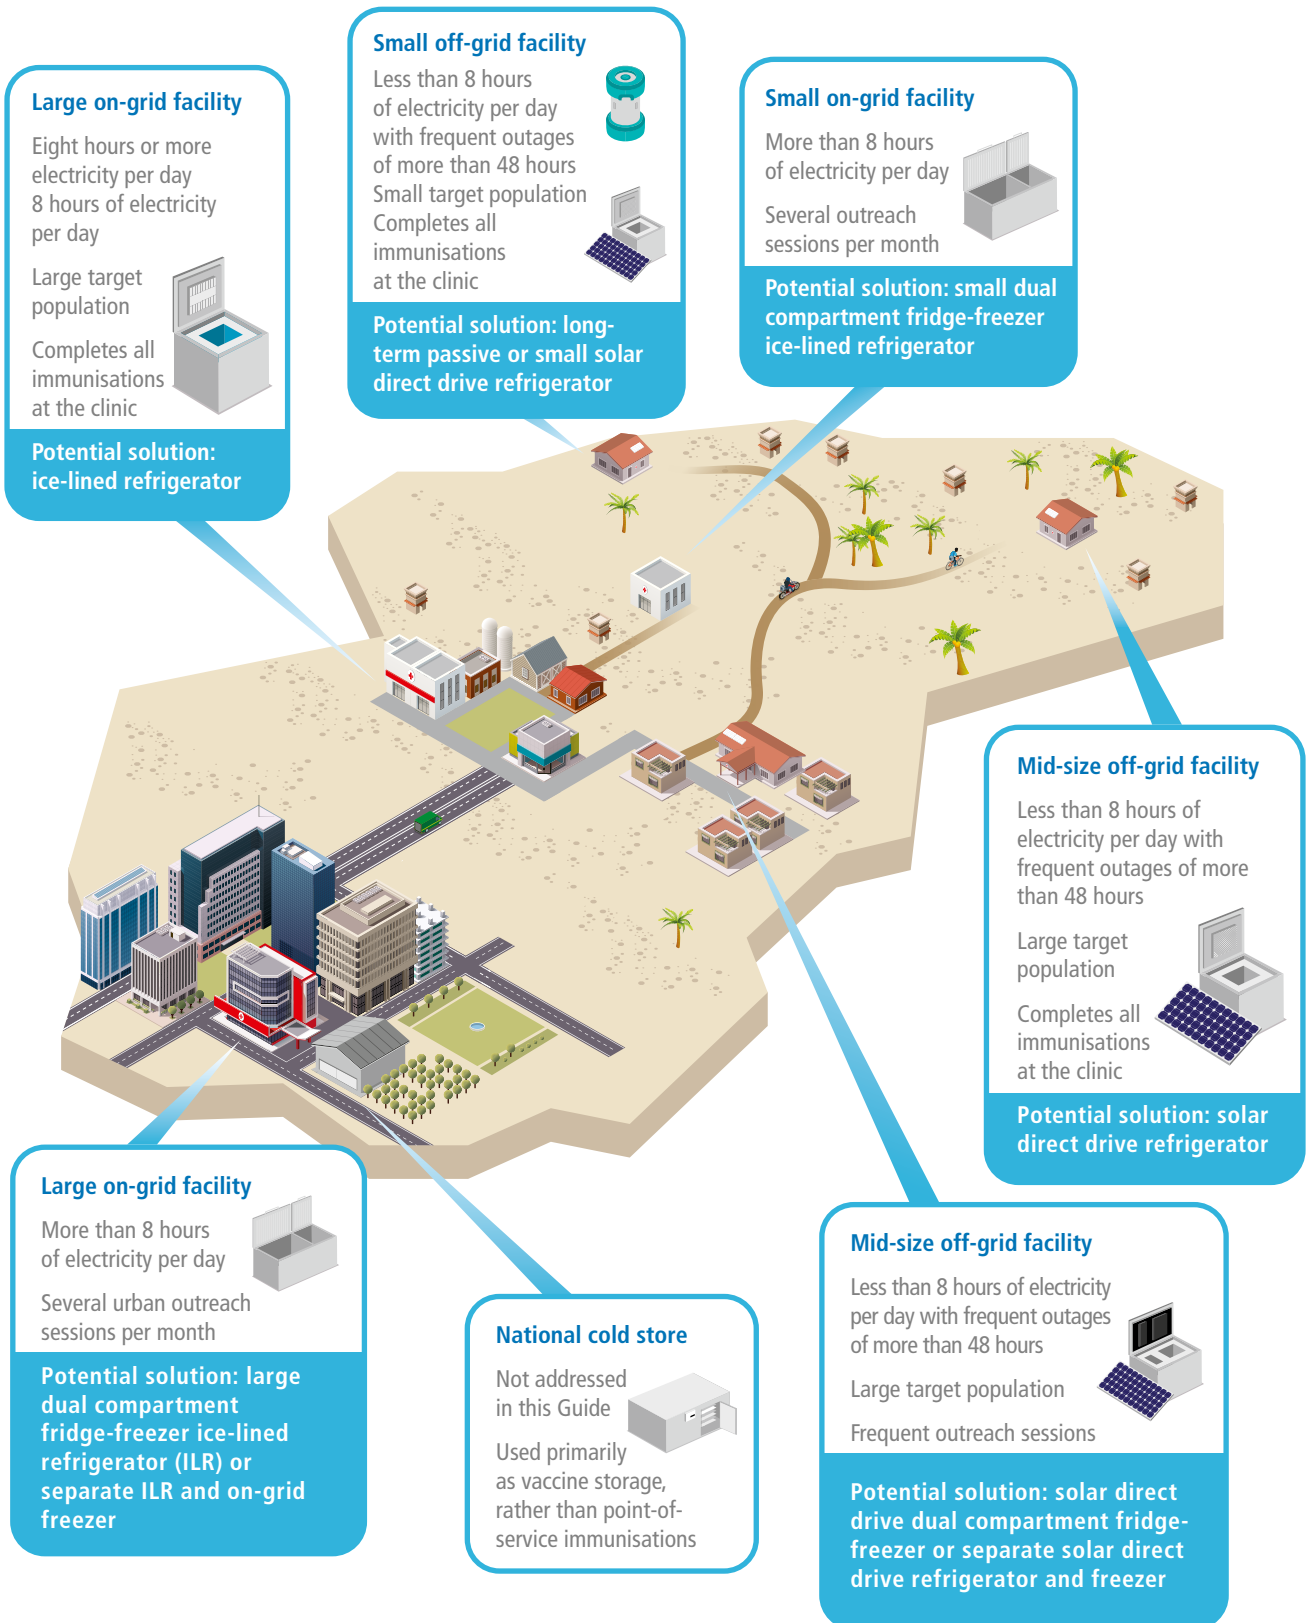 Small off-grid facility
Less than 8 hours
of electricity per day
with frequent outages
of more than 48 hours
Small target population
Completes all
immunisations
at the clinic
Potential solution: long-
term passive or small solar
direct drive refrigerator
Large on-grid facility
Eight hours or more
electricity per day
8 hours of electricity
per day
Large target
population
Completes all
immunisations
at the clinic
Potential solution:
ice-lined refrigerator
Small on-grid facility
More than 8 hours
of electricity per day
Several outreach
sessions per month
Potential solution: small dual
compartment fridge-freezer
ice-lined refrigerator
Mid-size off-grid facility
Less than 8 hours of
electricity per day with
frequent outages of more
than 48 hours
Large target
population
Completes all
immunisations
at the clinic
Potential solution: solar
direct drive refrigerator
Large on-grid facility
More than 8 hours
of electricity per day
Several urban outreach
sessions per month
Potential solution: large
dual compartment
fridge-freezer ice-lined
refrigerator (ILR) or
separate ILR and on-grid
freezer
National cold store
Not addressed
in this Guide
Used primarily
as vaccine storage,
rather than point-of-
service immunisations
Mid-size off-grid facility
Less than 8 hours of electricity
per day with frequent outages
of more than 48 hours
Large target population
Frequent outreach sessions
Potential solution: solar direct
drive dual compartment fridge-
freezer or separate solar direct
drive refrigerator and freezer